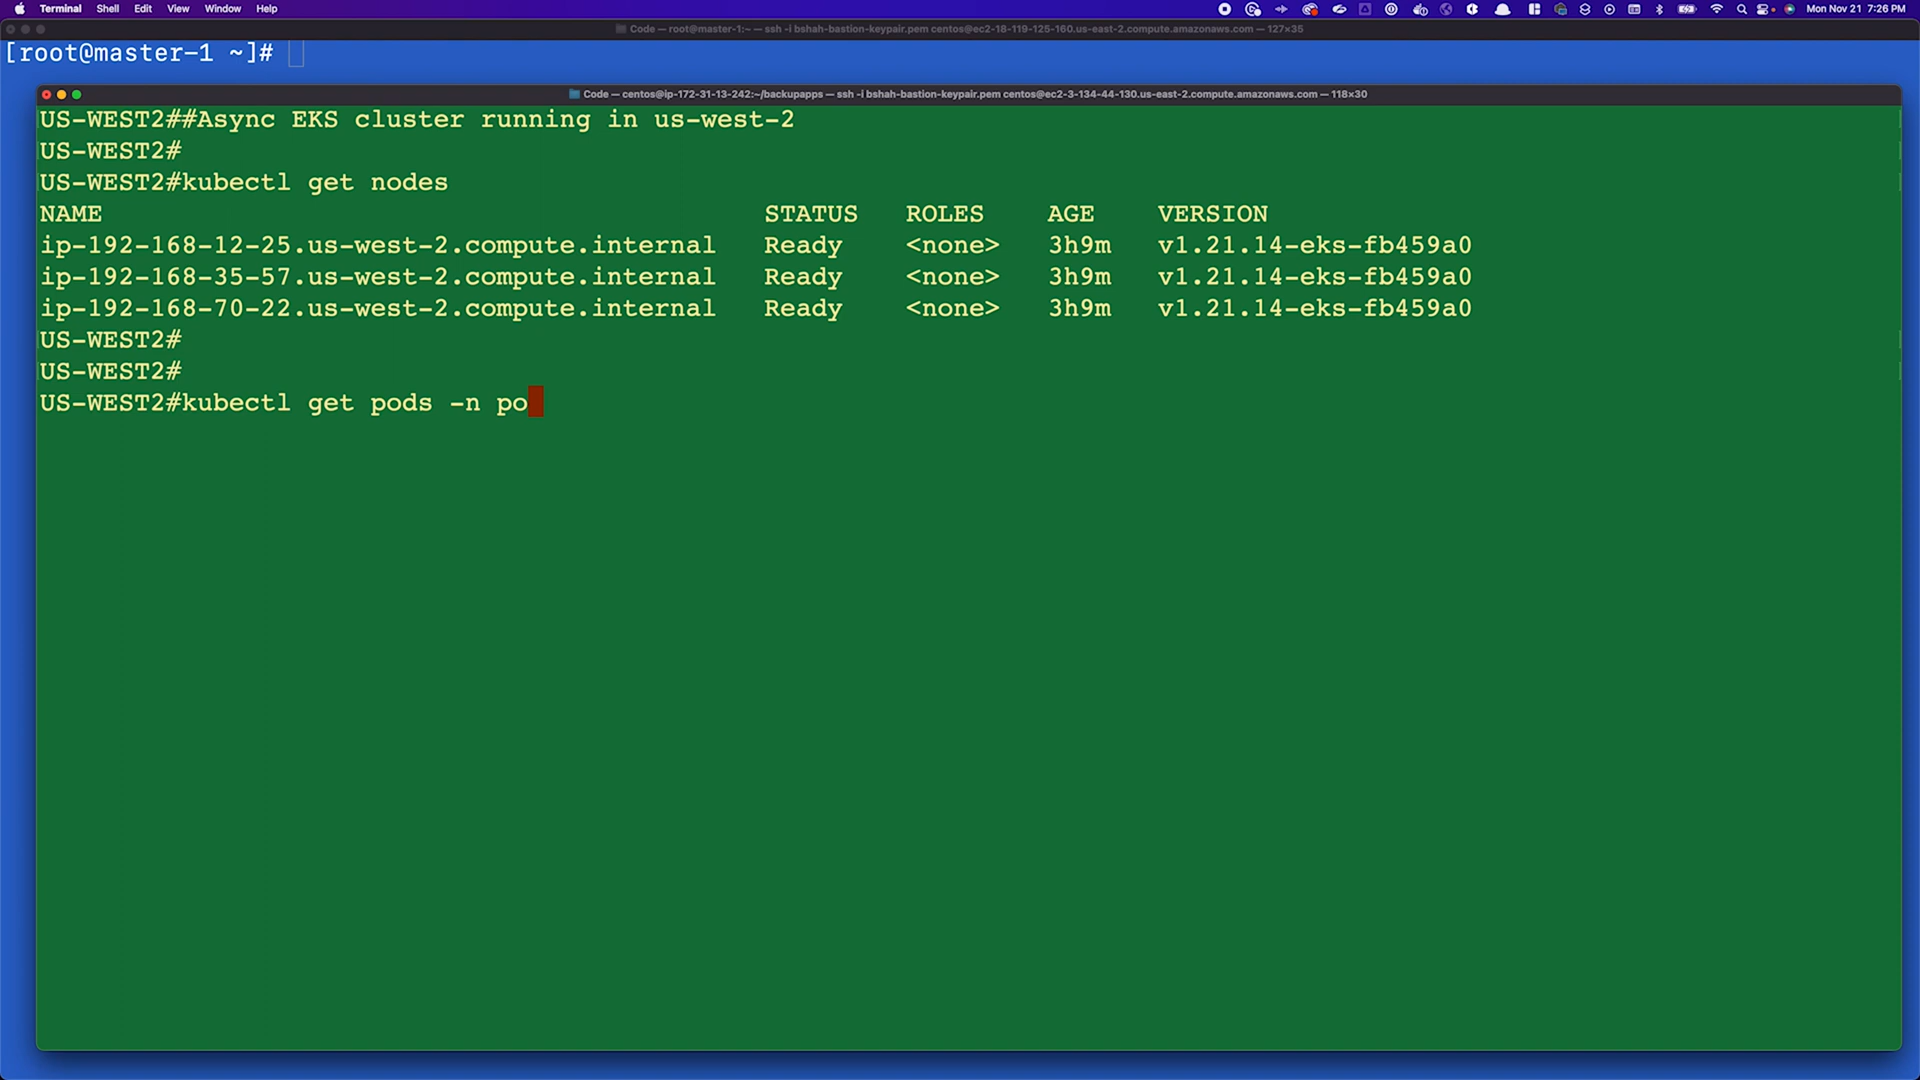 Terminal Shell Edit View Window Help Mon Nov 21 7:26 PM
Code — root@master-1:~ — ssh -i bshah-bastion-keypair.pem centos@ec2-18-119-125-160.us-east-2.compute.amazonaws.com — 127×35
[root@master-1 ~]#
Code — centos@ip-172-31-13-242:~/backupapps — ssh -i bshah-bastion-keypair.pem centos@ec2-3-134-44-130.us-east-2.compute.amazonaws.com — 118×30
US-WEST2##Async EKS cluster running in us-west-2
US-WEST2#
US-WEST2#kubectl get nodes
NAME STATUS ROLES AGE VERSION
ip-192-168-12-25.us-west-2.compute.internal Ready <none> 3h9m v1.21.14-eks-fb459a0
ip-192-168-35-57.us-west-2.compute.internal Ready <none> 3h9m v1.21.14-eks-fb459a0
ip-192-168-70-22.us-west-2.compute.internal Ready <none> 3h9m v1.21.14-eks-fb459a0
US-WEST2#
US-WEST2#
US-WEST2#kubectl get pods -n po